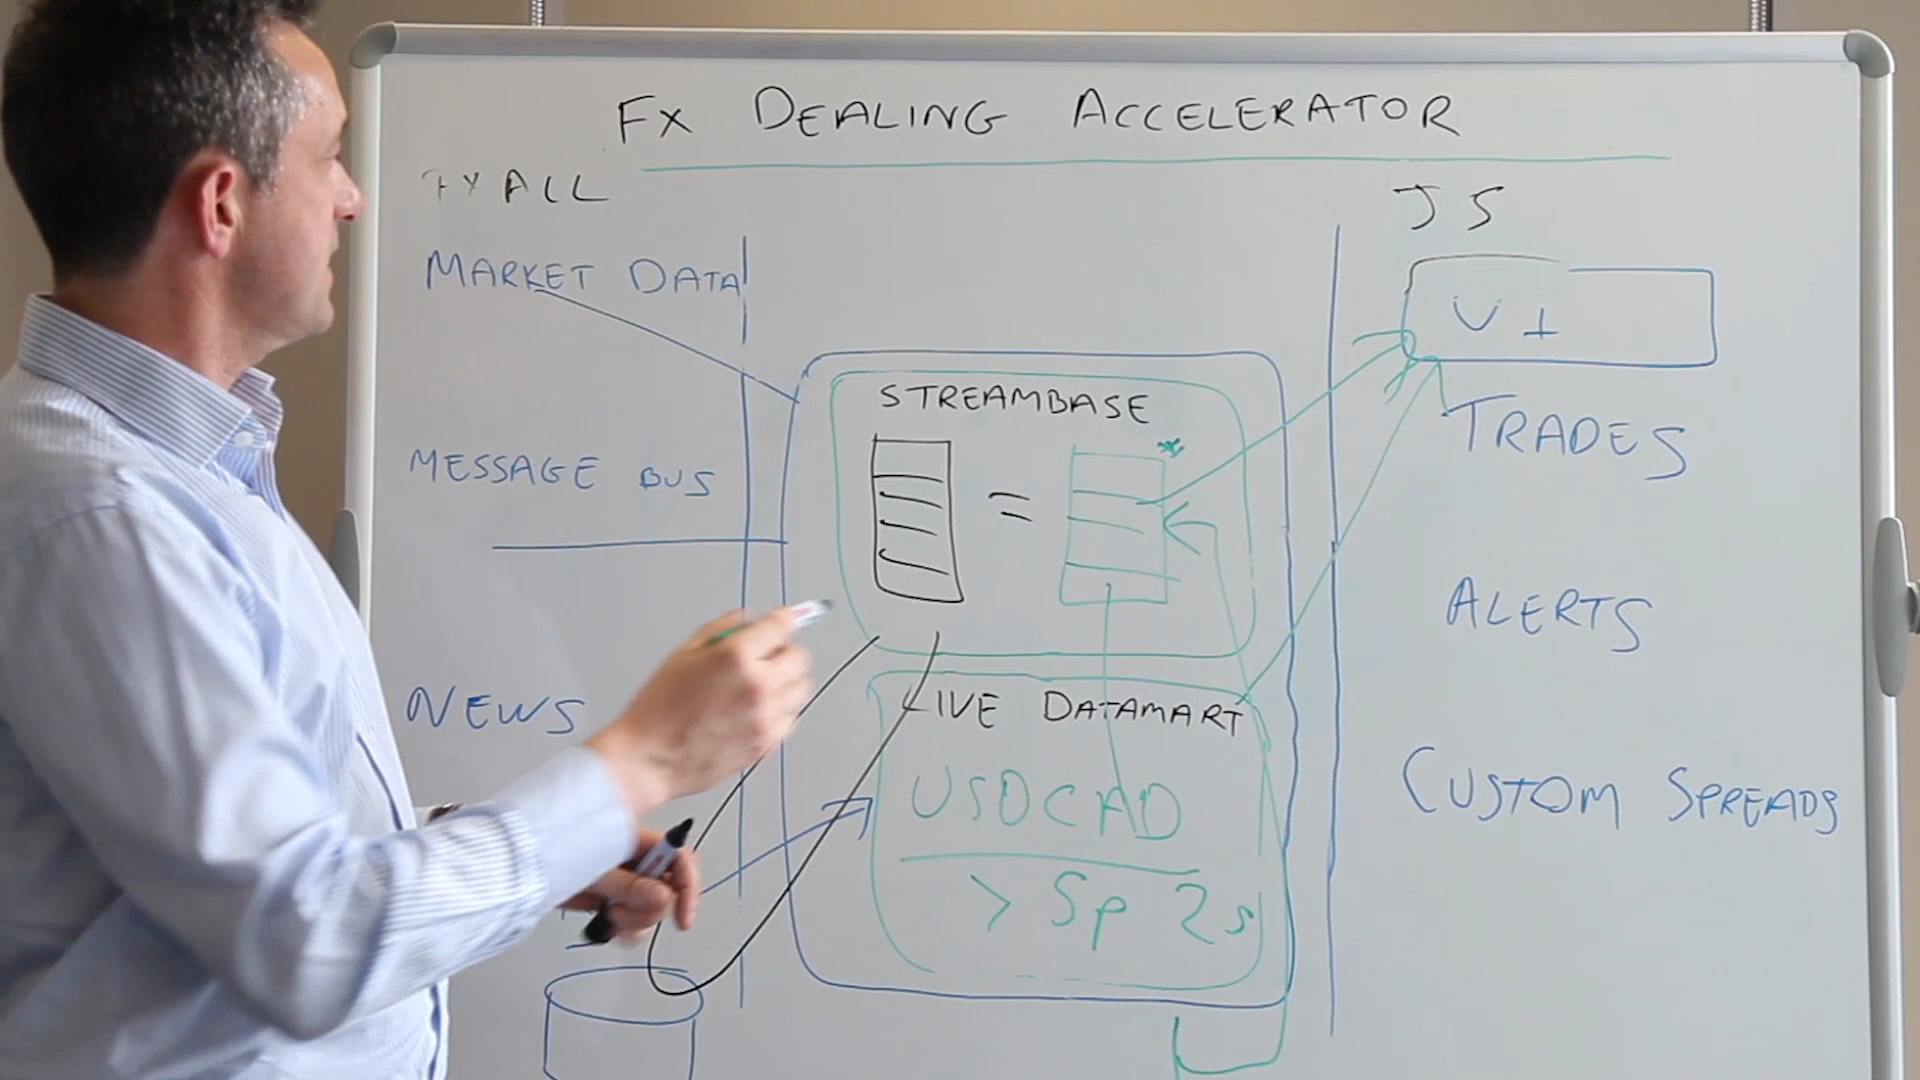 FX DEALING ACCELERATOR
FXALL
JS
MARKET DATA
UI
STREAMBASE
TRADES
MESSAGE BUS
=
ALERTS
NEWS
LIVE DATAMART
USDCAD
CUSTOM SPREADS
> 5p 2s